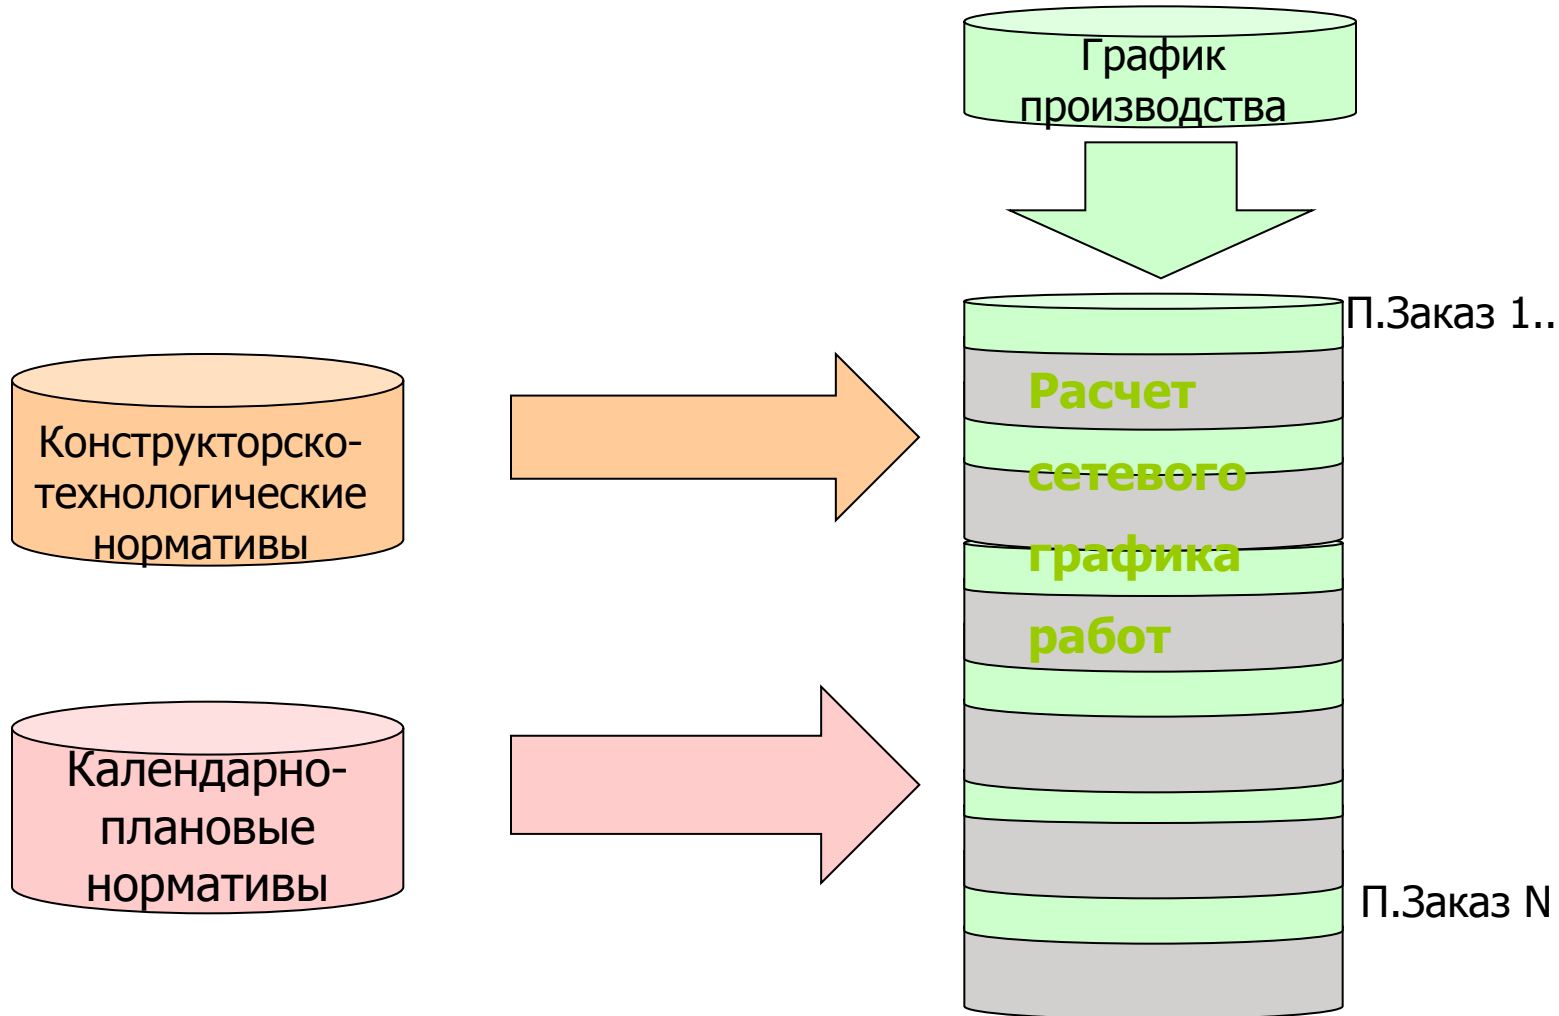 График
производства
П.Заказ 1..
Расчет
сетевого
графика
работ
Конструкторско-
технологические
нормативы
Календарно-
плановые
нормативы
П.Заказ N